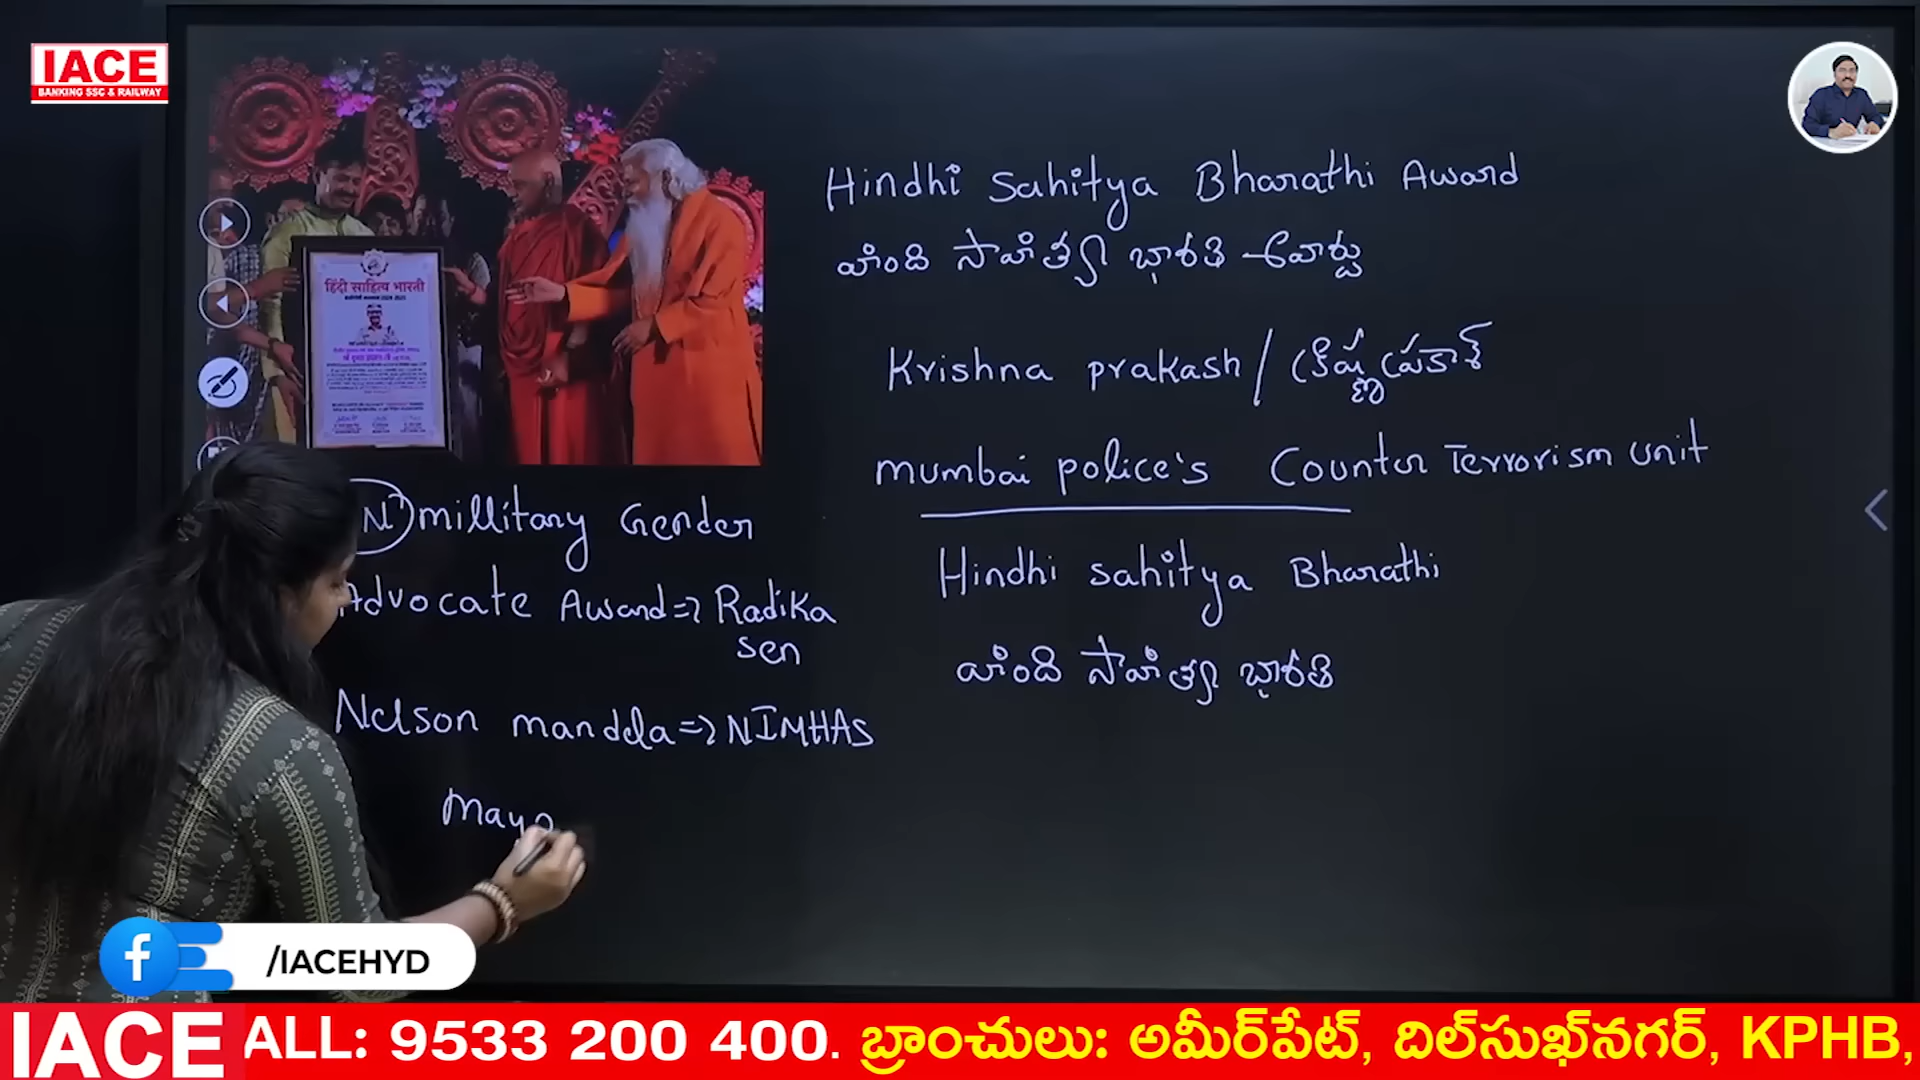 IACE
BANKING SSC & RAILWAY
हिंदी साहित्य भारती
Hindhi Sahitya Bharathi Award
హింది సాహిత్య భారతి అవార్డు
Krishna prakash / క్రిష్ణప్రకాశ్
mumbai police's Counter Terrorism unit
Hindhi sahitya Bharathi
హింది సాహిత్య భారతి
millitary Gender
Advocate Award => Radika
sen
Nelson mandela => NIMHAS
Mayo
f /IACEHYD
IACE ALL: 9533 200 400. బ్రాంచులు: అమీర్‌పేట్, దిల్‌సుఖ్‌నగర్, KPHB,